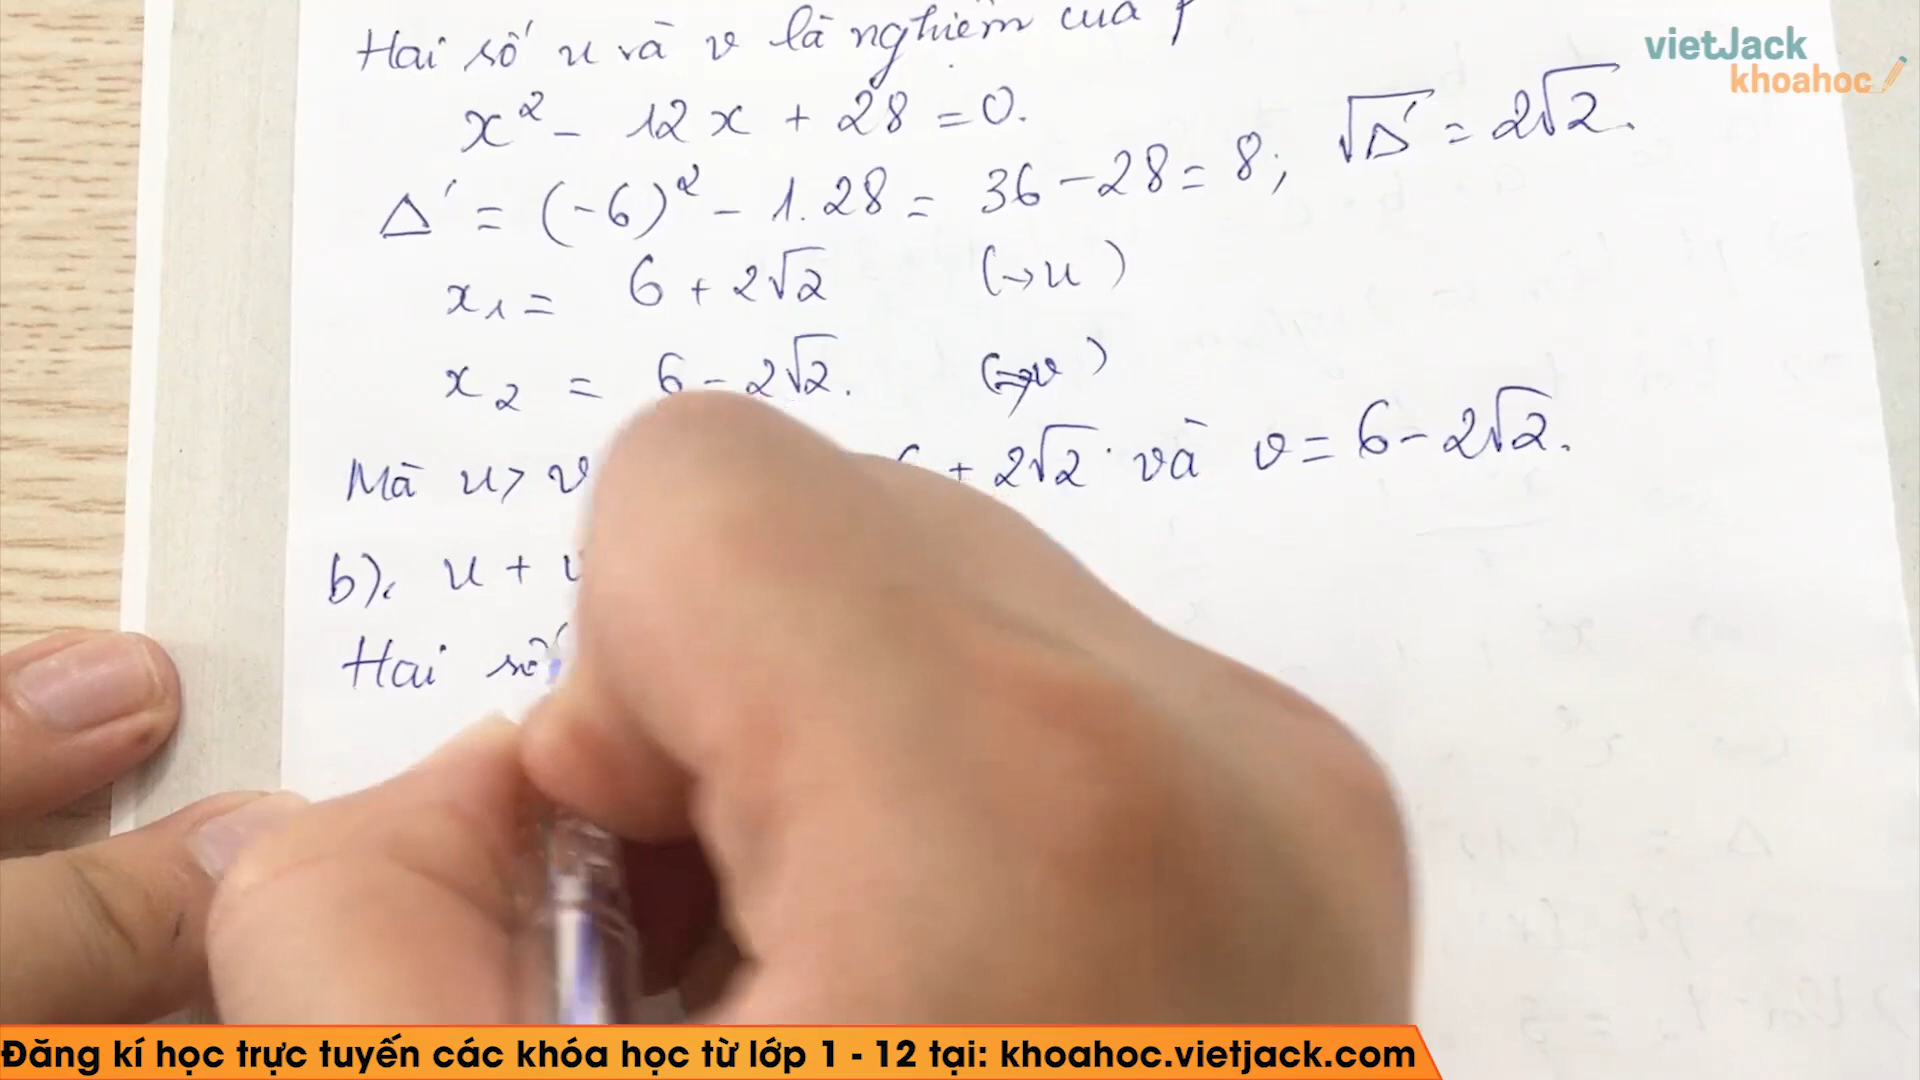 vietJack
khoahoc
Hai số u và v là nghiệm của p
x² - 12x + 28 = 0.
Δ' = (-6)² - 1.28 = 36 - 28 = 8; √Δ' = 2√2.
x₁ = 6 + 2√2 (→ u)
x₂ = 6 - 2√2. (→ v)
Mà u > v + 2√2 và v = 6 - 2√2.
b), u +
Hai số
Đăng kí học trực tuyến các khóa học từ lớp 1 - 12 tại: khoahoc.vietjack.com